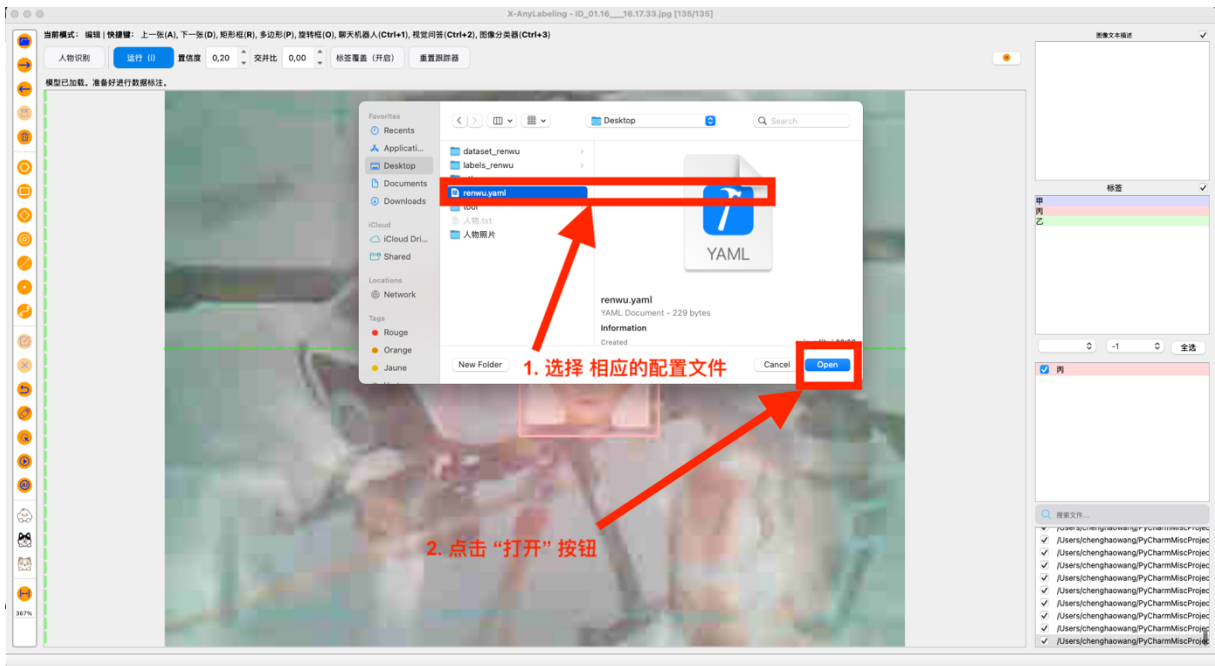 X-AnyLabeling - ID_01.16___16.17.33.jpg [135/135]
当前模式： 编辑 | 快捷键： 上一张(A), 下一张(D), 矩形框(R), 多边形(P), 旋转框(O), 聊天机器人(Ctrl+1), 视觉问答(Ctrl+2), 图像分类器(Ctrl+3)
人物识别 运行 (I) 置信度 0,20 交并比 0,00 标签覆盖（开启） 重置跟踪器
模型已加载，准备好进行数据标注。
Favorites
Recents
Applicati...
Desktop
Documents
Downloads
iCloud
iCloud Dri...
Shared
Locations
Network
Tags
Rouge
Orange
Jaune
Desktop
Search
dataset_renwu
labels_renwu
renwu.yaml
tour
人物.txt
人物照片
YAML
renwu.yaml
YAML Document - 229 bytes
Information
Created
New Folder
Cancel
Open
1. 选择 相应的配置文件
2. 点击 “打开” 按钮
图像文本描述
标签
甲
丙
乙
-1 全选
丙
搜索文件...
/Users/chenghaowang/PyCharmMiscProjec
/Users/chenghaowang/PyCharmMiscProjec
/Users/chenghaowang/PyCharmMiscProjec
/Users/chenghaowang/PyCharmMiscProjec
/Users/chenghaowang/PyCharmMiscProjec
/Users/chenghaowang/PyCharmMiscProjec
/Users/chenghaowang/PyCharmMiscProjec
/Users/chenghaowang/PyCharmMiscProjec
/Users/chenghaowang/PyCharmMiscProjec
/Users/chenghaowang/PyCharmMiscProjec
367%